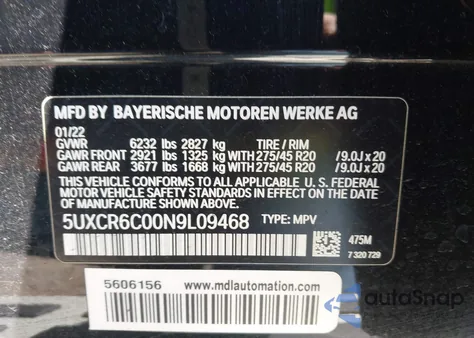 MFD BY BAYERISCHE MOTOREN WERKE AG
01/22
GVWR 6232 lbs 2827 kg TIRE / RIM
GAWR FRONT 2921 lbs 1325 kg WITH 275/45 R20 /9.0J x 20
GAWR REAR 3677 lbs 1668 kg WITH 275/45 R20 /9.0J x 20
THIS VEHICLE CONFORMS TO ALL APPLICABLE U.S. FEDERAL
MOTOR VEHICLE SAFETY STANDARDS IN EFFECT ON THE
DATE OF MANUFACTURE SHOWN ABOVE.
5UXCR6C00N9L09468 TYPE: MPV
475M
7 320 729
5606156 www.mdlautomation.com
autoSnap